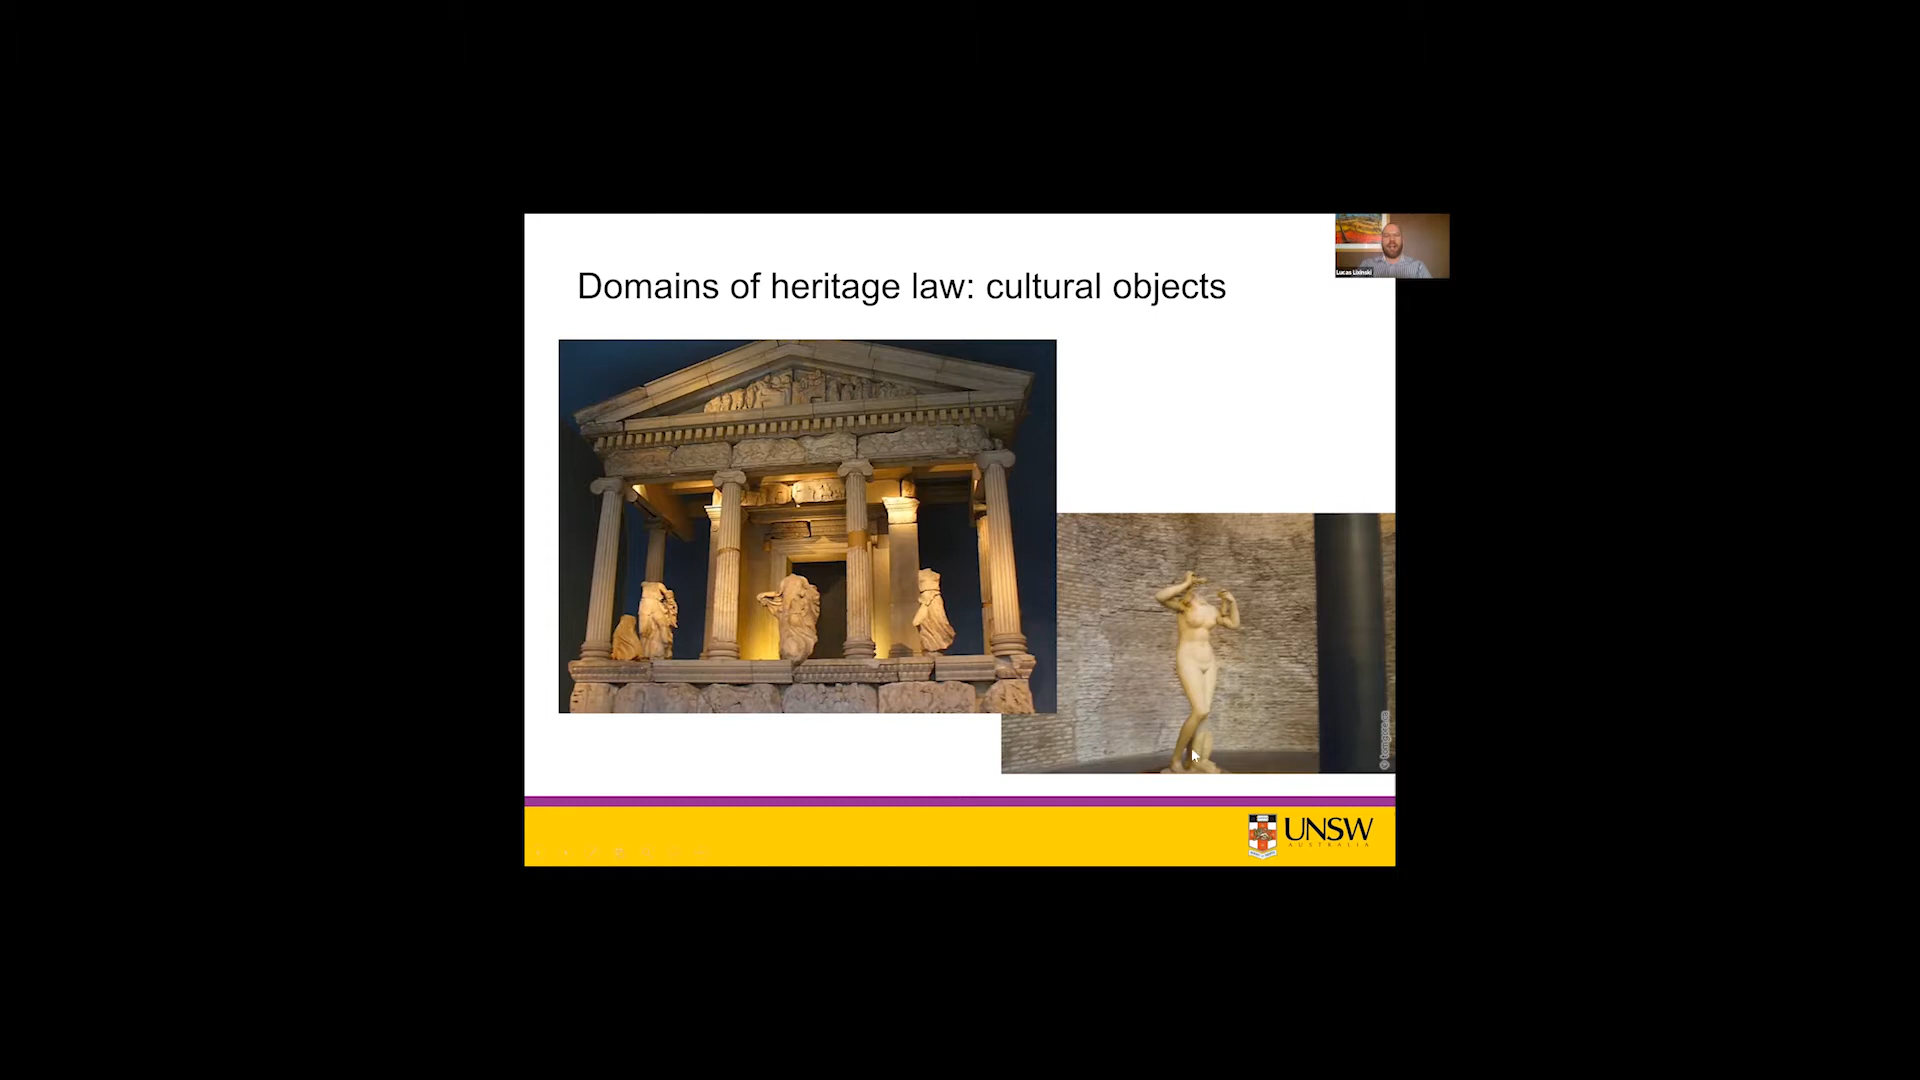 Lucas Lixinski
Domains of heritage law: cultural objects
UNSW
AUSTRALIA